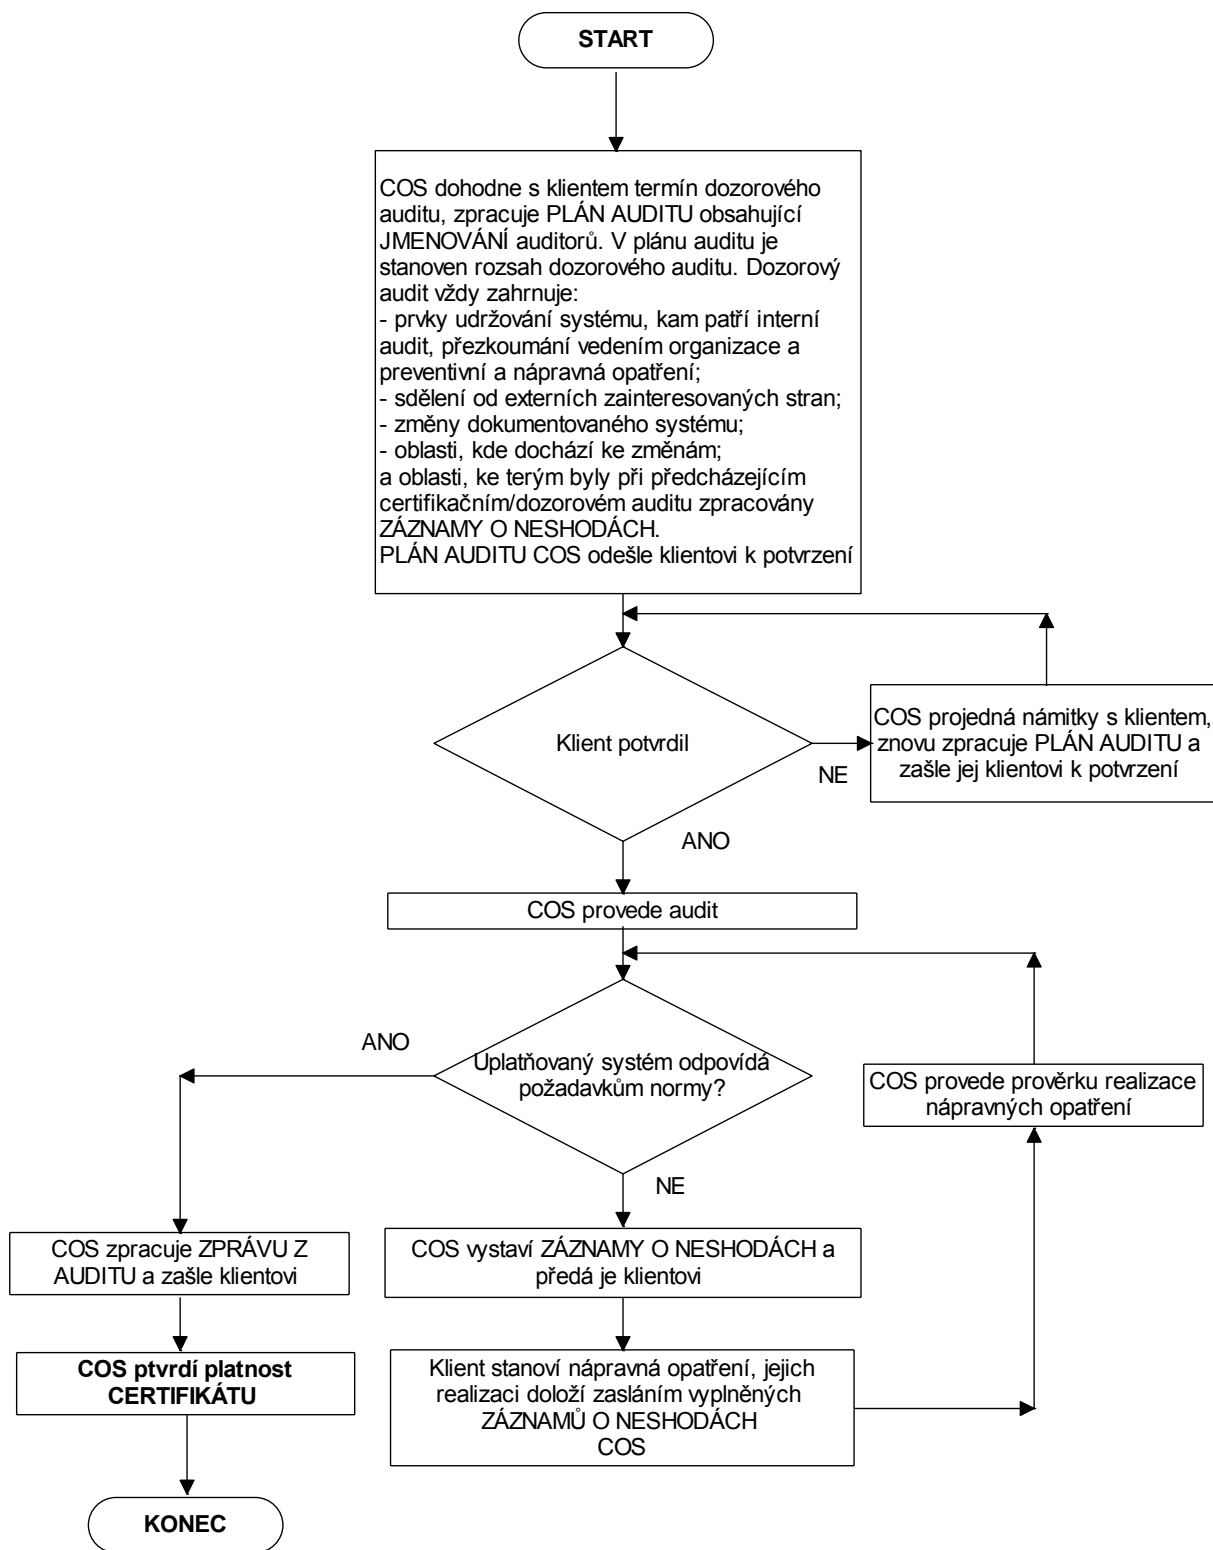 START
COS dohodne s klientem termín dozorového
auditu, zpracuje PLÁN AUDITU obsahující
JMENOVÁNÍ auditorů. V plánu auditu je
stanoven rozsah dozorového auditu. Dozorový
audit vždy zahrnuje:
- prvky udržování systému, kam patří interní
audit, přezkoumání vedením organizace a
preventivní a nápravná opatření;
- sdělení od externích zainteresovaných stran;
- změny dokumentovaného systému;
- oblasti, kde dochází ke změnám;
a oblasti, ke terým byly při předcházejícím
certifikačním/dozorovém auditu zpracovány
ZÁZNAMY O NESHODÁCH.
PLÁN AUDITU COS odešle klientovi k potvrzení
Klient potvrdil
NE
COS projedná námitky s klientem,
znovu zpracuje PLÁN AUDITU a
zašle jej klientovi k potvrzení
ANO
COS provede audit
ANO
Uplatňovaný systém odpovídá
požadavkům normy?
COS provede prověrku realizace
nápravných opatření
NE
COS zpracuje ZPRÁVU Z
AUDITU a zašle klientovi
COS vystaví ZÁZNAMY O NESHODÁCH a
předá je klientovi
COS ptvrdí platnost
CERTIFIKÁTU
Klient stanoví nápravná opatření, jejich
realizaci doloží zasláním vyplněných
ZÁZNAMŮ O NESHODÁCH
COS
KONEC